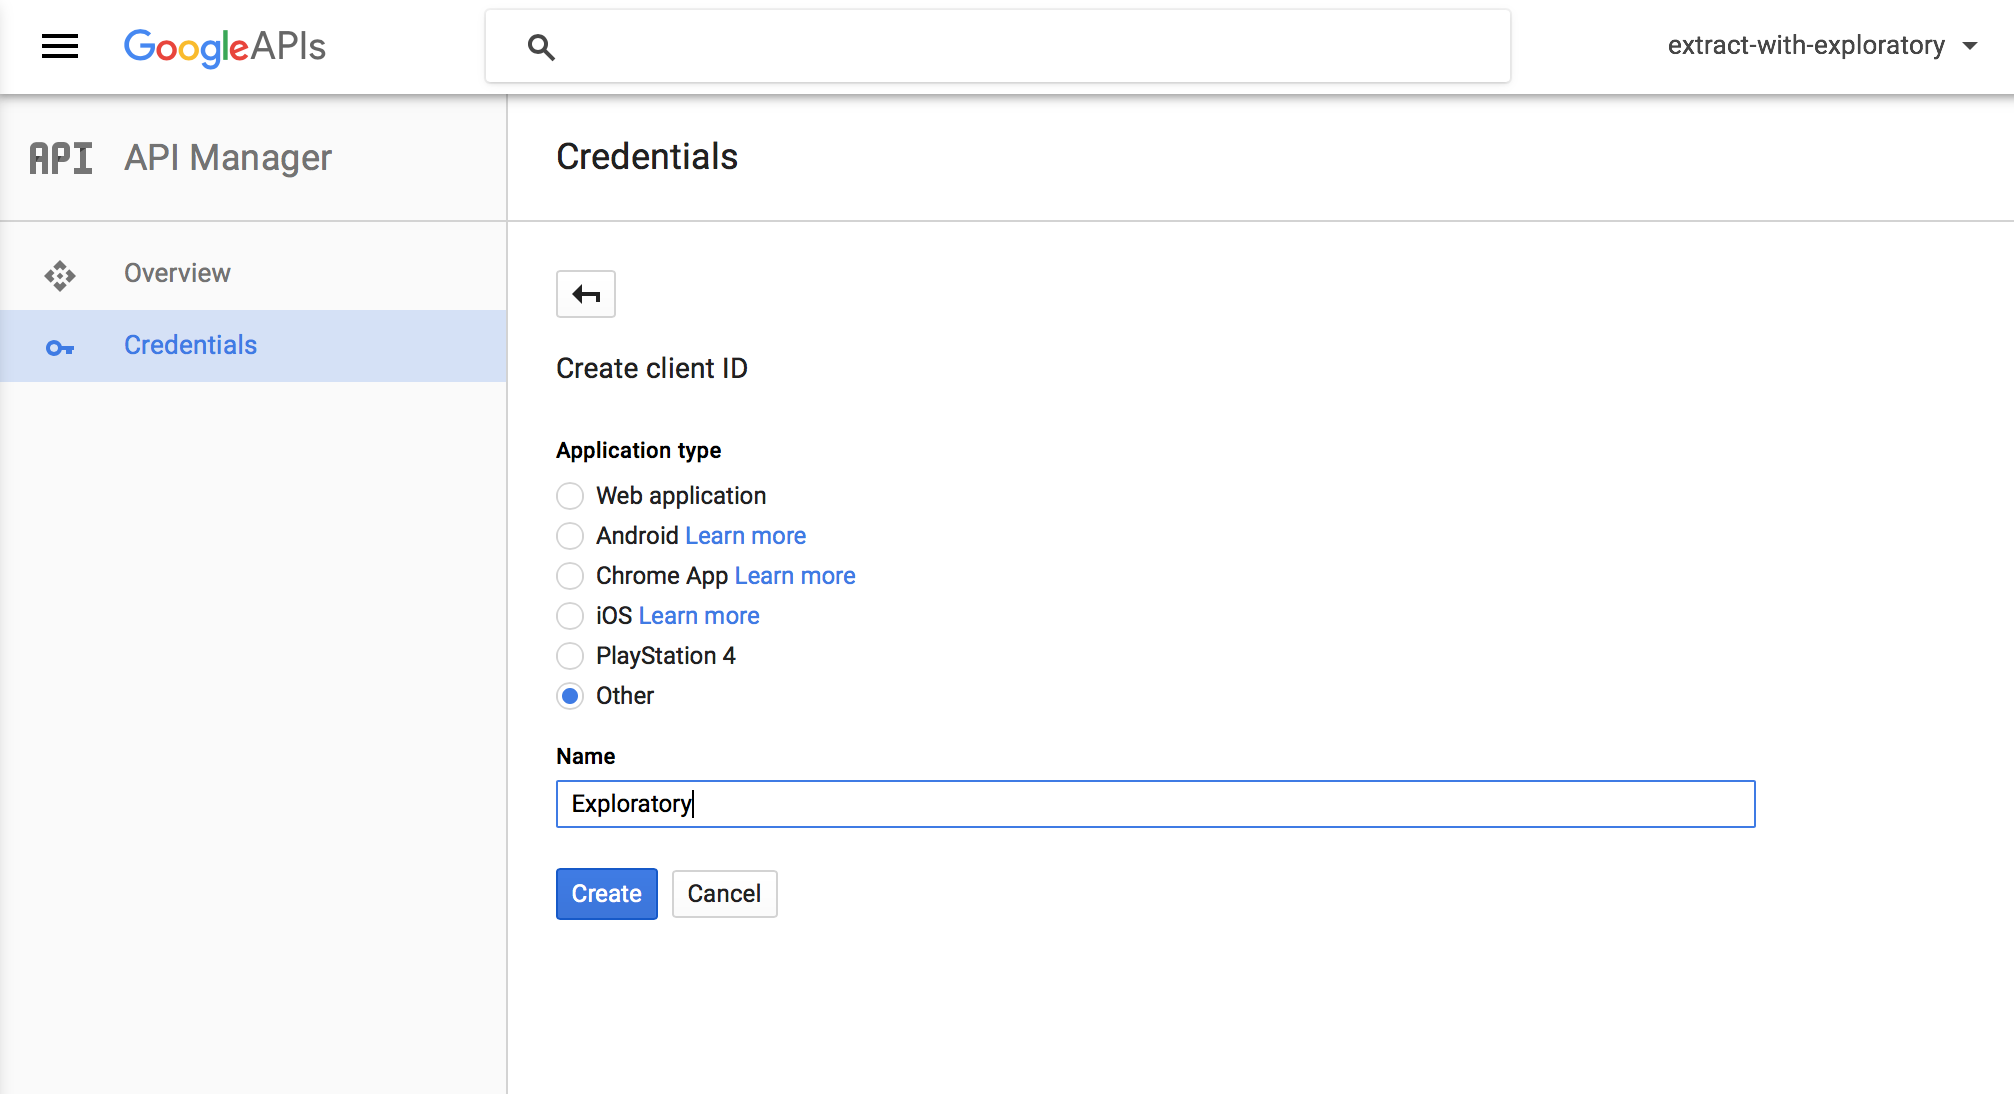 Google APIs
extract-with-exploratory
API API Manager
Credentials
Overview
Credentials
Create client ID
Application type
Web application
Android Learn more
Chrome App Learn more
iOS Learn more
PlayStation 4
Other
Name
Exploratory
Create Cancel